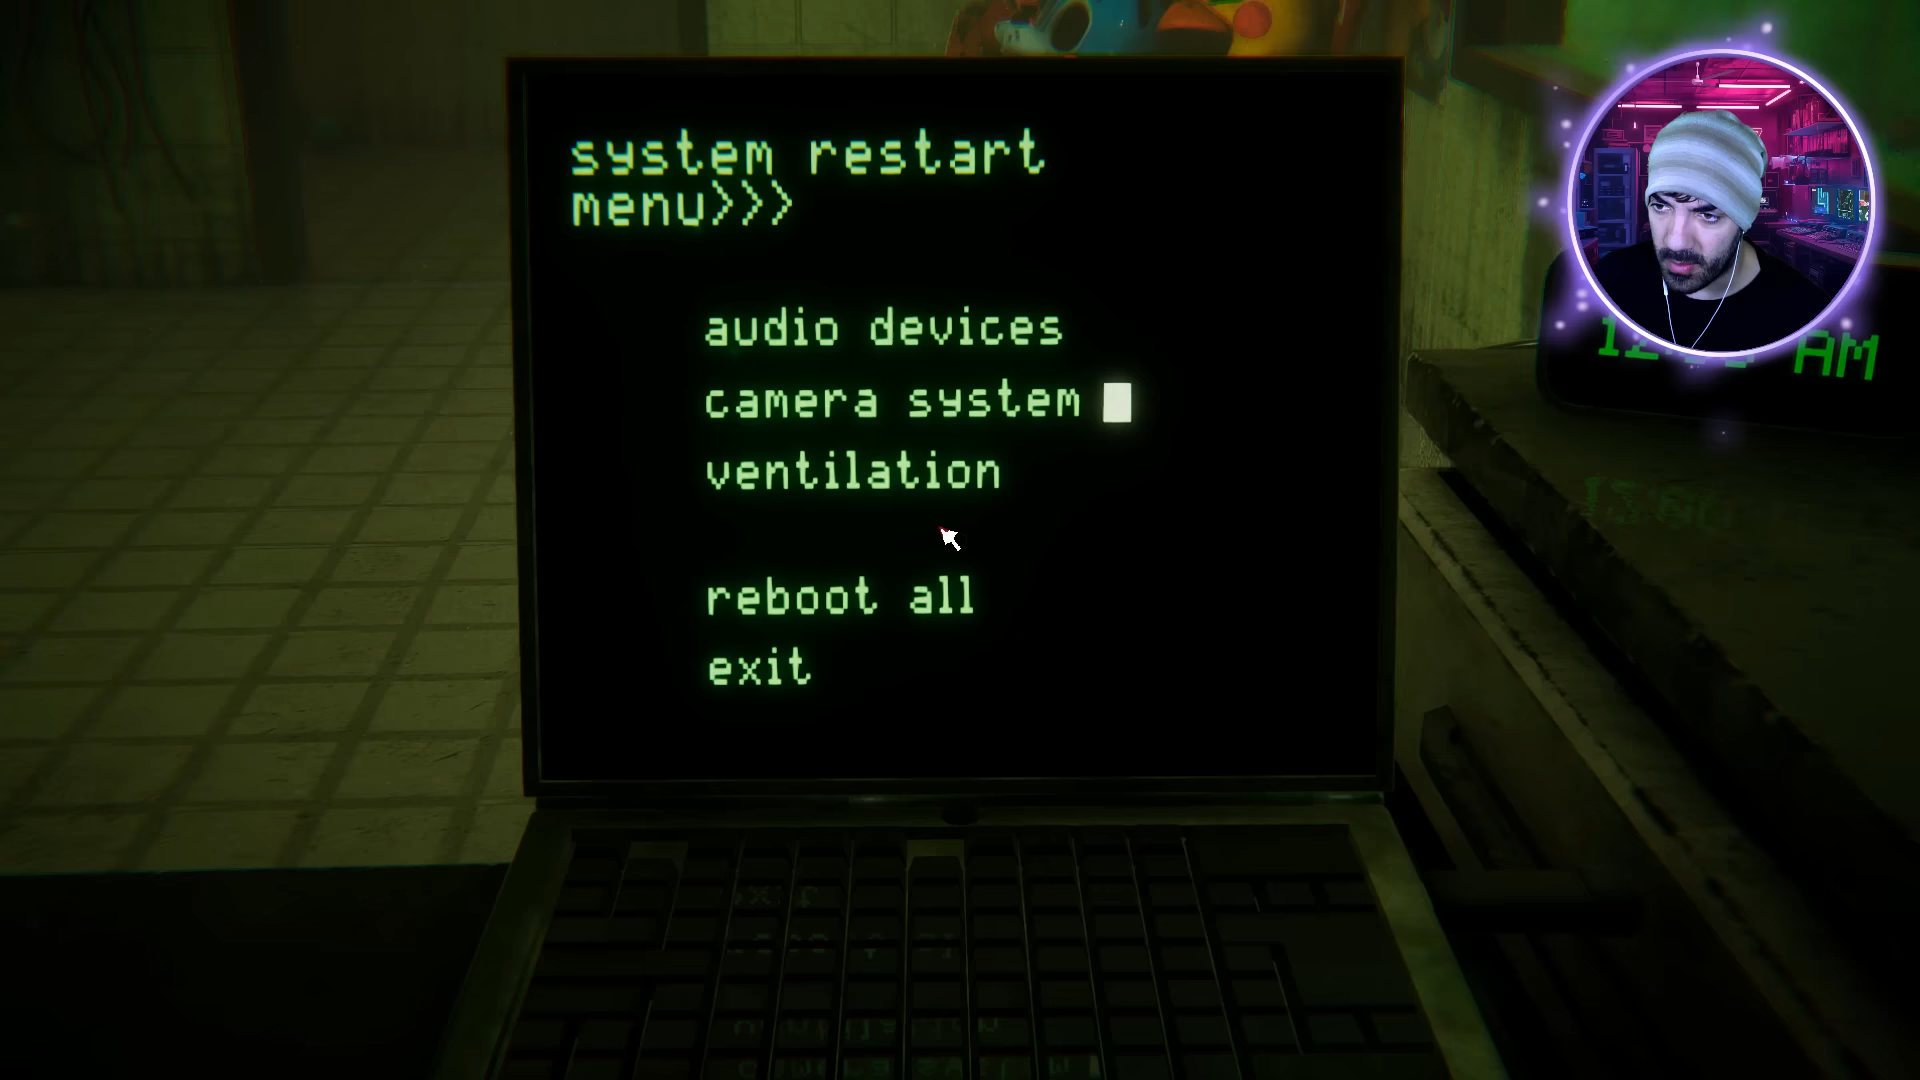 system restart
menu>>>
audio devices
camera system
ventilation
reboot all
exit
AM